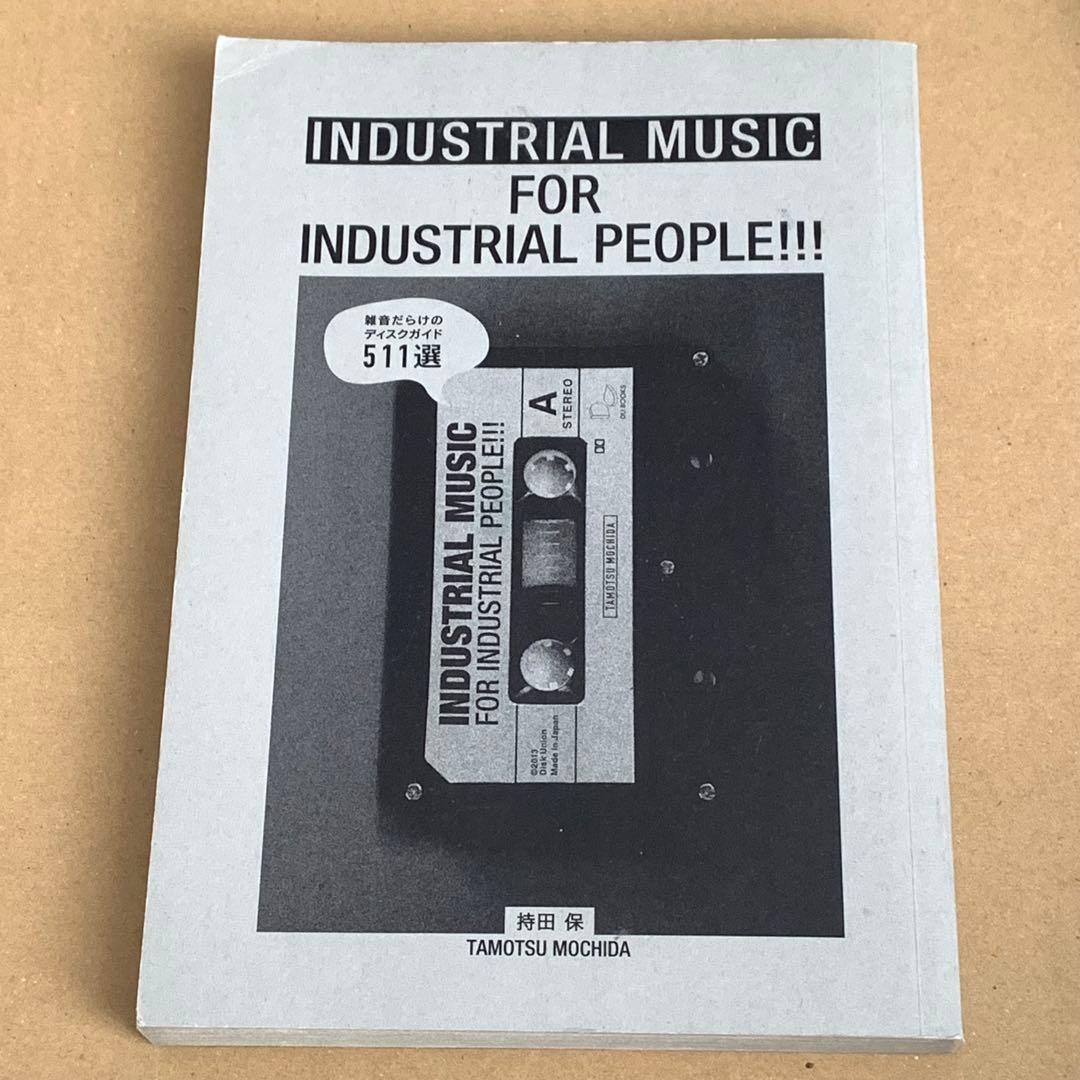 INDUSTRIAL MUSIC
FOR
INDUSTRIAL PEOPLE!!!
雑音だらけの
ディスクガイド
511選
INDUSTRIAL MUSIC
FOR INDUSTRIAL PEOPLE!!!
A
STEREO
DU BOOKS
TAMOTSU MOCHIDA
©2013
Disk Union
Made in Japan
持田 保
TAMOTSU MOCHIDA